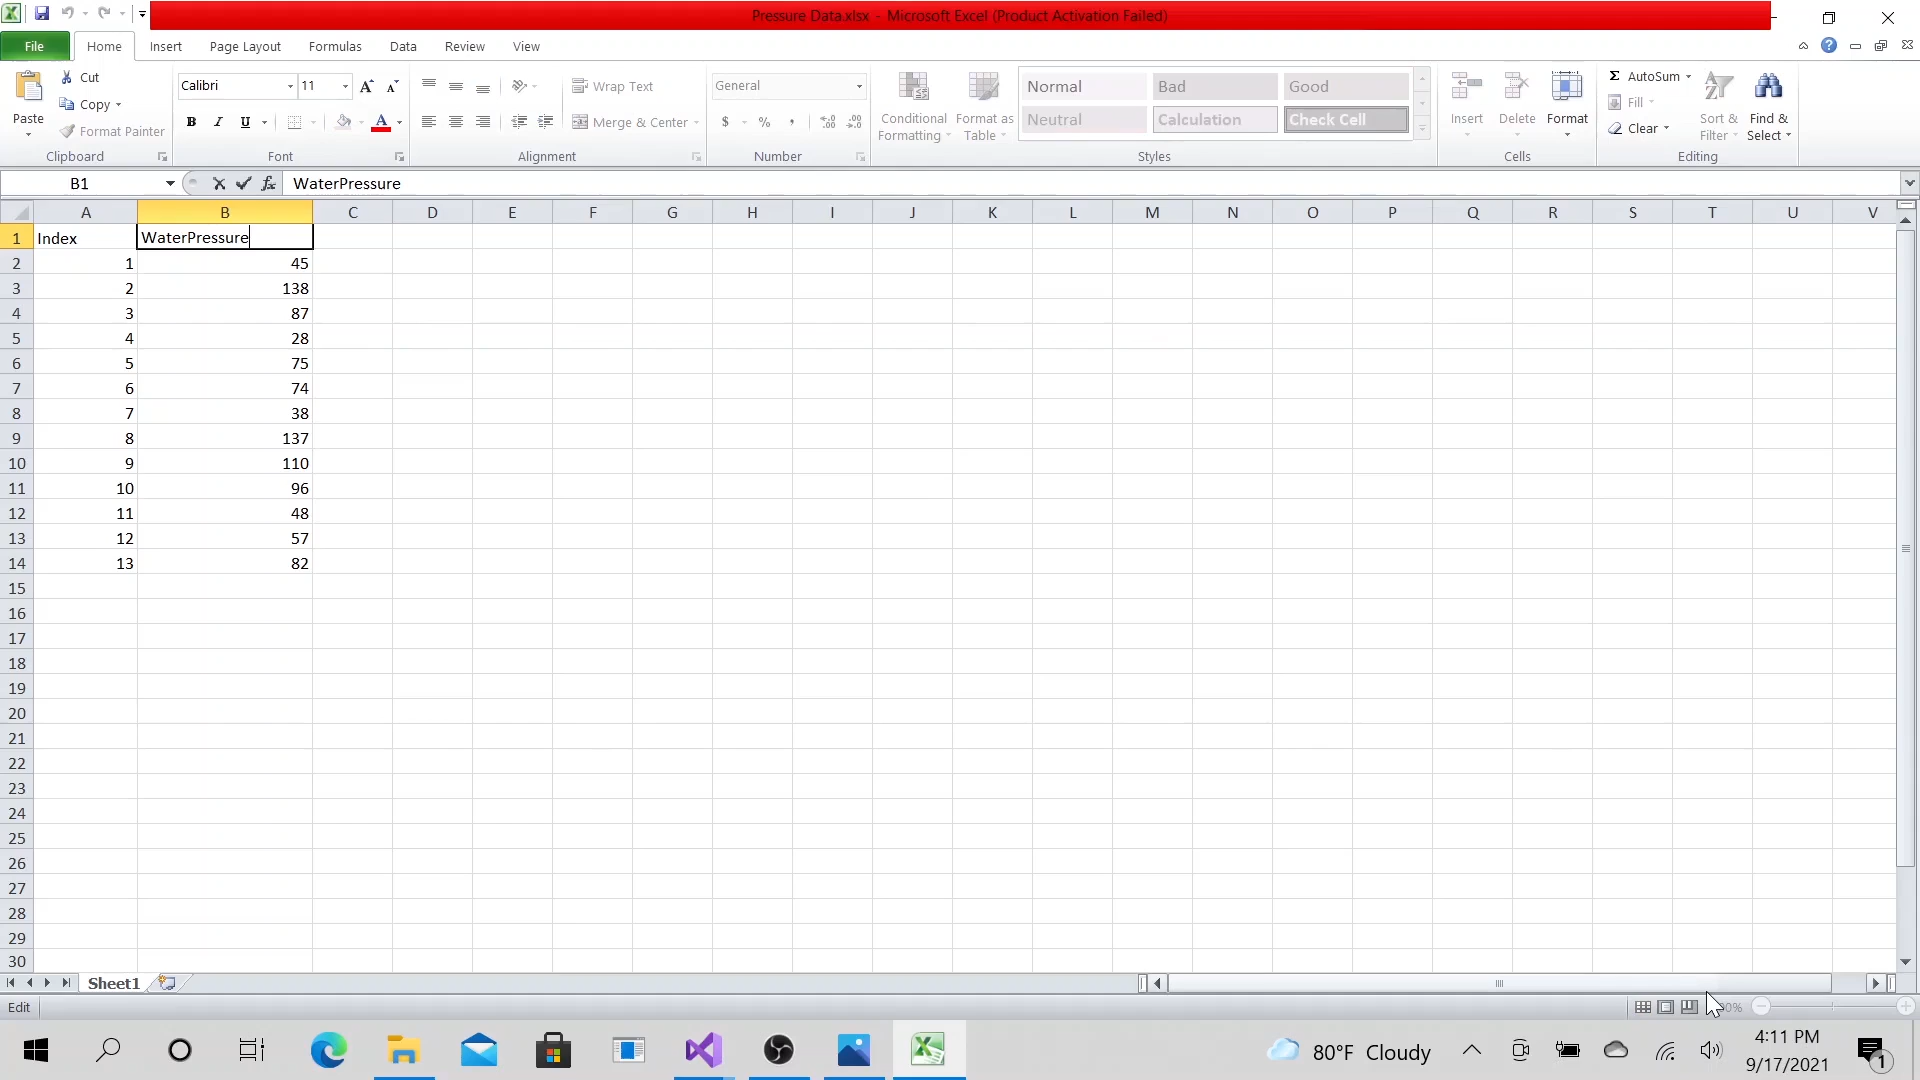 Pressure Data.xlsx - Microsoft Excel (Product Activation Failed)
File Home Insert Page Layout Formulas Data Review View
Paste
Cut
Copy
Format Painter
Clipboard
Calibri 11
B I U A
Font
Wrap Text
Merge & Center
Alignment
General
$ % ,
Number
Conditional Formatting
Format as Table
Normal Bad Good
Neutral Calculation Check Cell
Styles
Insert Delete Format
Cells
Σ AutoSum
Fill
Clear
Sort & Filter
Find & Select
Editing
B1 fx WaterPressure
A B C D E F G H I J K L M N O P Q R S T U V
1 Index WaterPressure
2 1 45
3 2 138
4 3 87
5 4 28
6 5 75
7 6 74
8 7 38
9 8 137
10 9 110
11 10 96
12 11 48
13 12 57
14 13 82
15
16
17
18
19
20
21
22
23
24
25
26
27
28
29
30
Sheet1
Edit
80°F Cloudy
4:11 PM
9/17/2021
1